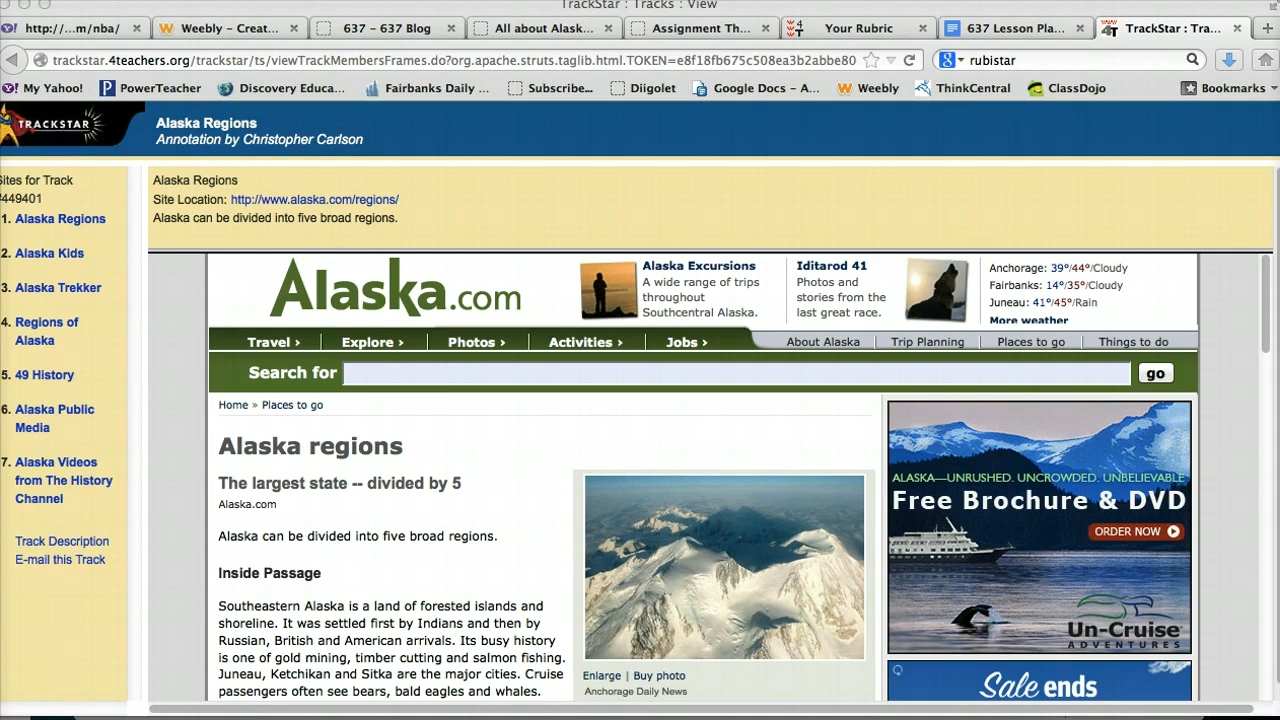 TrackStar : Tracks : View
http://...m/nba/
Weebly – Creat...
637 – 637 Blog
All about Alask...
Assignment Th...
Your Rubric
637 Lesson Plan...
TrackStar : Tra...
trackstar.4teachers.org/trackstar/ts/viewTrackMembersFrames.do?org.apache.struts.taglib.html.TOKEN=e8f18fb675c508ea3b2abbe80
rubistar
My Yahoo!
PowerTeacher
Discovery Educa...
Fairbanks Daily ...
Subscribe...
Diigolet
Google Docs – A...
Weebly
ThinkCentral
ClassDojo
Bookmarks
TRACKSTAR
Alaska Regions
Annotation by Christopher Carlson
Sites for Track
#449401
1. Alaska Regions
2. Alaska Kids
3. Alaska Trekker
4. Regions of
Alaska
5. 49 History
6. Alaska Public
Media
7. Alaska Videos
from The History
Channel
Track Description
E-mail this Track
Alaska Regions
Site Location: http://www.alaska.com/regions/
Alaska can be divided into five broad regions.
Alaska.com
Alaska Excursions
A wide range of trips
throughout
Southcentral Alaska.
Iditarod 41
Photos and
stories from the
last great race.
Anchorage: 39°/44°/Cloudy
Fairbanks: 14°/35°/Cloudy
Juneau: 41°/45°/Rain
More weather
Travel ›
Explore ›
Photos ›
Activities ›
Jobs ›
About Alaska
Trip Planning
Places to go
Things to do
Search for
go
Home » Places to go
Alaska regions
The largest state -- divided by 5
Alaska.com
Alaska can be divided into five broad regions.
Inside Passage
Southeastern Alaska is a land of forested islands and
shoreline. It was settled first by Indians and then by
Russian, British and American arrivals. Its busy history
is one of gold mining, timber cutting and salmon fishing.
Juneau, Ketchikan and Sitka are the major cities. Cruise
passengers often see bears, bald eagles and whales.
Enlarge | Buy photo
Anchorage Daily News
ALASKA—UNRUSHED. UNCROWDED. UNBELIEVABLE
Free Brochure & DVD
ORDER NOW
Un-Cruise
ADVENTURES
Sale ends